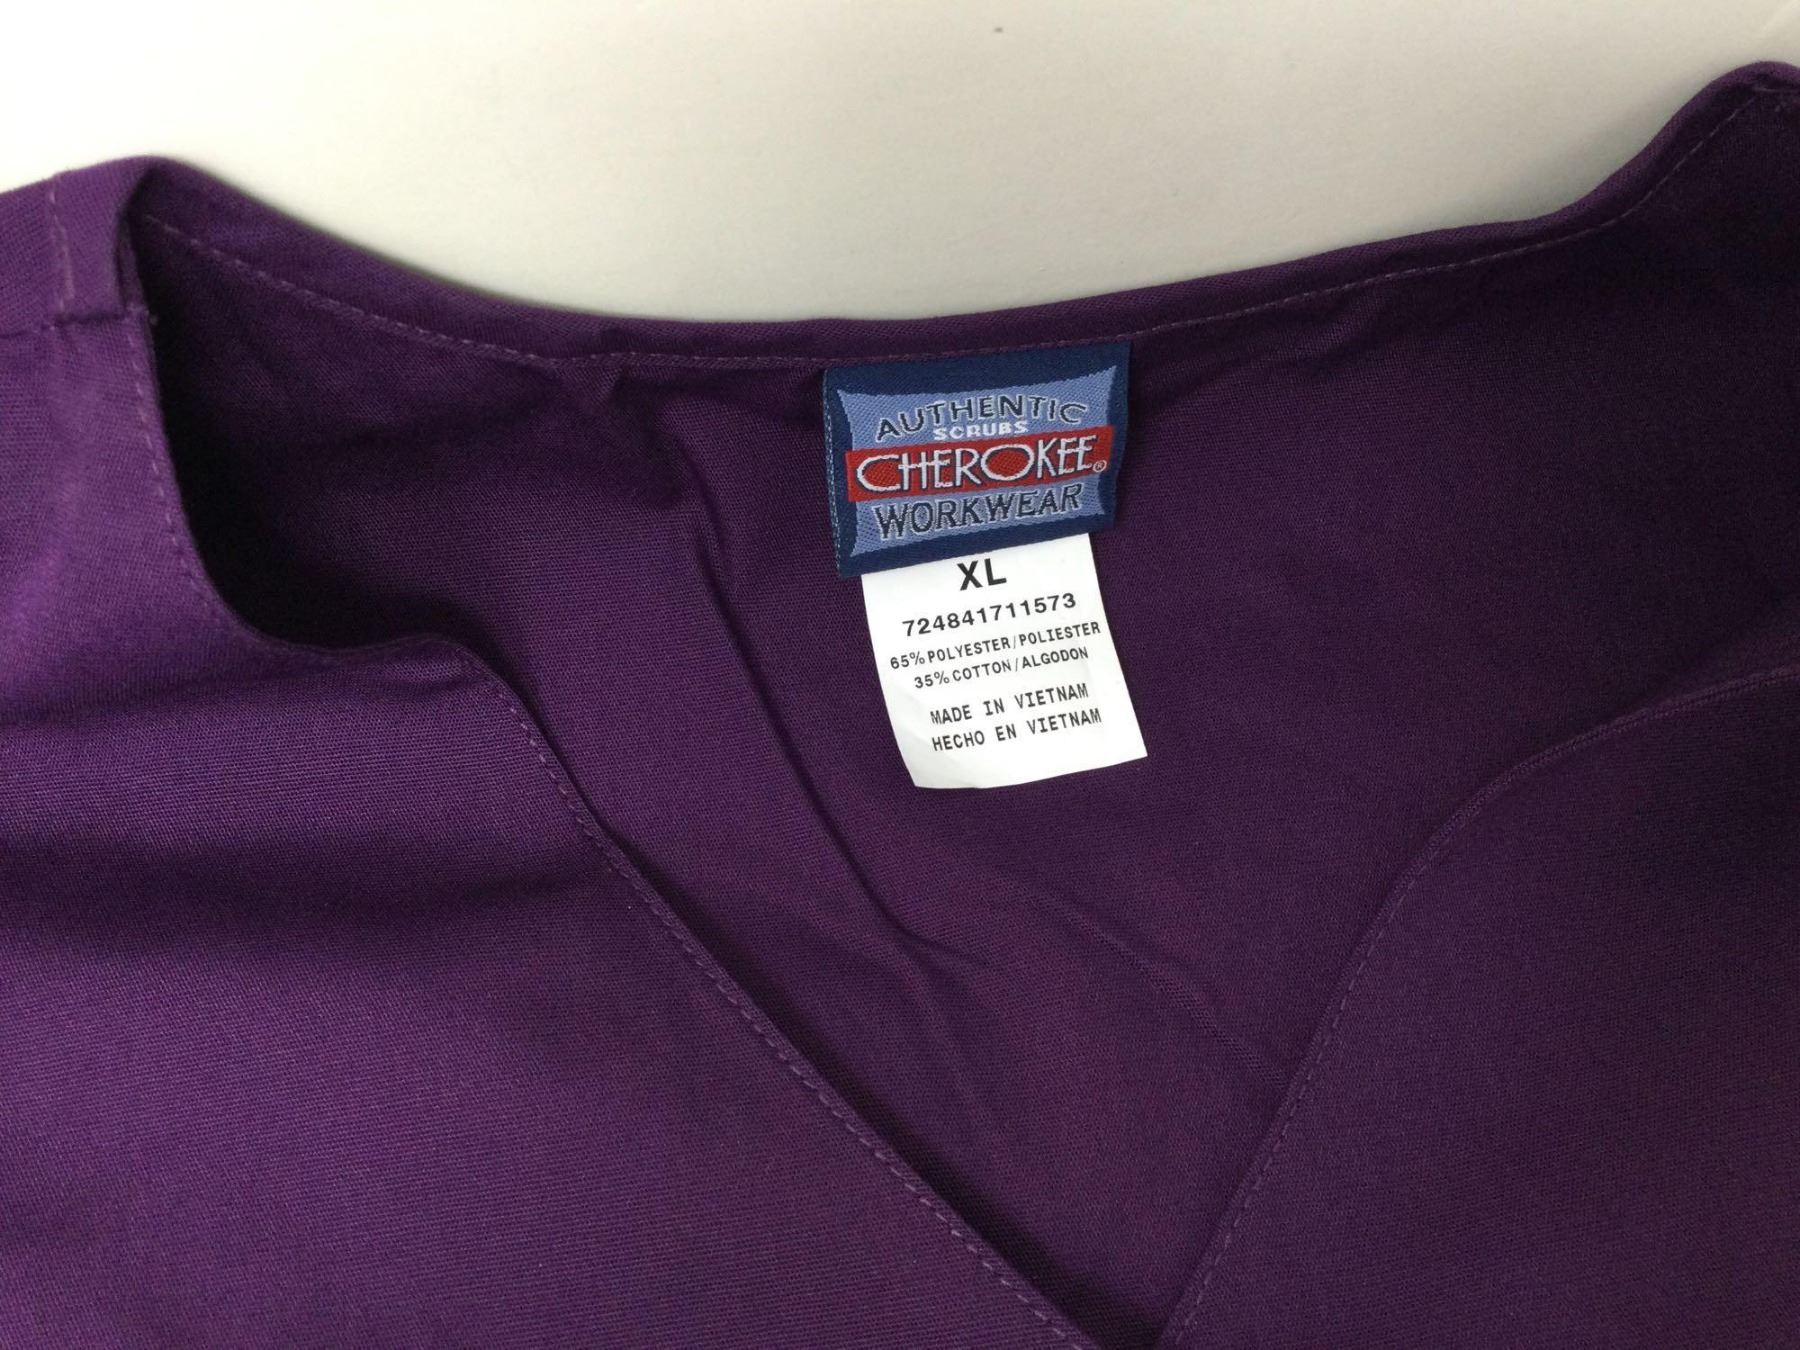 AUTHENTIC
SCRUBS
CHEROKEE®
WORKWEAR
XL
724841711573
65% POLYESTER/POLIESTER
35% COTTON/ALGODON
MADE IN VIETNAM
HECHO EN VIETNAM